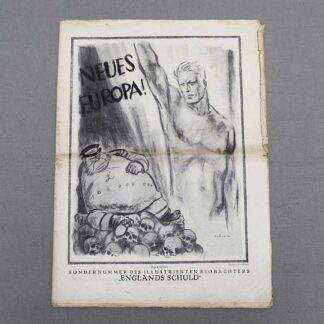 NEUES
EUROPA!
SONDERNUMMER DES ILLUSTRIERTEN BEOBACHTERS
„ENGLANDS SCHULD“